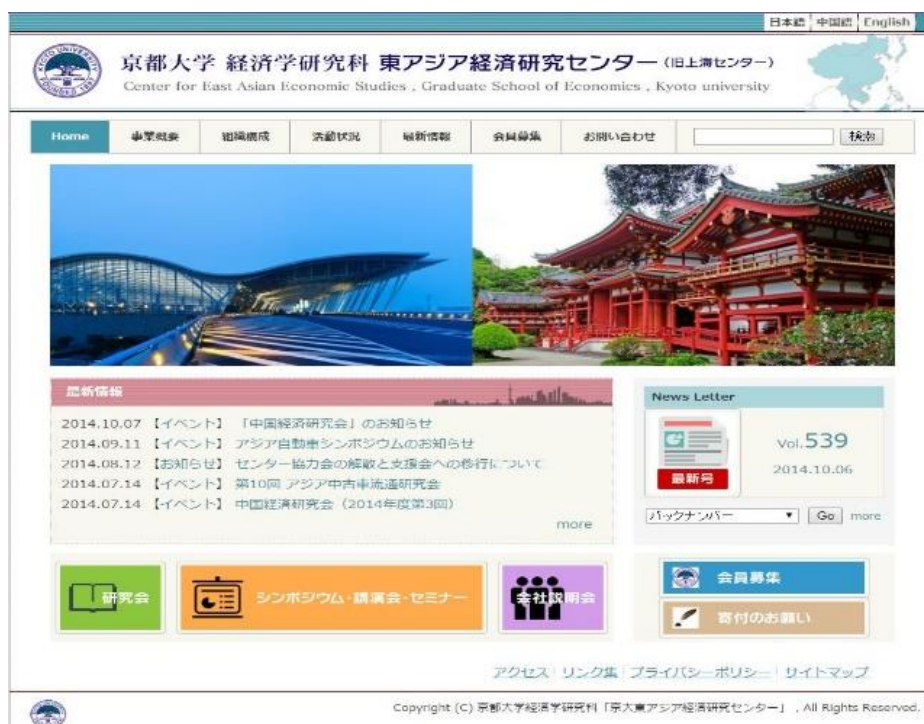 日本語 中国語 English
京都大学 経済学研究科 東アジア経済研究センター (旧上海センター)
Center for East Asian Economic Studies , Graduate School of Economics , Kyoto university
Home 事業概要 組織構成 活動状況 最新情報 会員募集 お問い合わせ 検索
最新情報
2014.10.07 【イベント】 「中国経済研究会」のお知らせ
2014.09.11 【イベント】 アジア自動車シンポジウムのお知らせ
2014.08.12 【お知らせ】 センター協力会の解散と支援会への移行について
2014.07.14 【イベント】 第10回 アジア中古車流通研究会
2014.07.14 【イベント】 中国経済研究会（2014年度第3回）
more
News Letter
最新号
Vol.539
2014.10.06
バックナンバー Go more
研究会
シンポジウム・講演会・セミナー
会社説明会
会員募集
寄付のお願い
アクセス リンク集 プライバシーポリシー サイトマップ
Copyright (C) 京都大学経済学研究科「京大東アジア経済研究センター」 , All Rights Reserved.